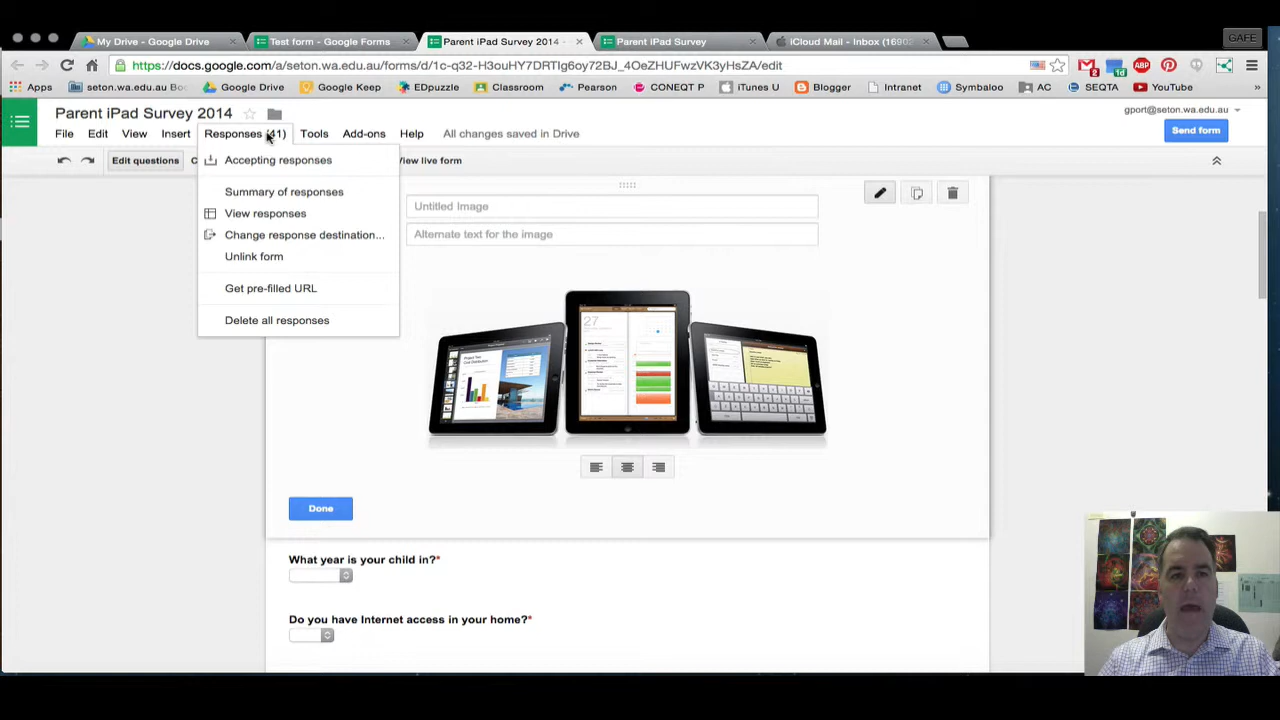 My Drive - Google Drive
Test form - Google Forms
Parent iPad Survey 2014 -
Parent iPad Survey
iCloud Mail - Inbox (1690
GAFE
https://docs.google.com/a/seton.wa.edu.au/forms/d/1c-q32-H3ouHY7DRTIg6oy72BJ_4OeZHUFwzVK3yHsZA/edit
Apps
seton.wa.edu.au Bo
Google Drive
Google Keep
EDpuzzle
Classroom
Pearson
CONEQT P
iTunes U
Blogger
Intranet
Symbaloo
AC
SEQTA
YouTube
Parent iPad Survey 2014
gport@seton.wa.edu.au
File Edit View Insert Responses (41) Tools Add-ons Help All changes saved in Drive
Send form
Edit questions
View live form
Accepting responses
Summary of responses
View responses
Change response destination...
Unlink form
Get pre-filled URL
Delete all responses
Untitled Image
Alternate text for the image
27
Done
What year is your child in?*
Do you have Internet access in your home?*